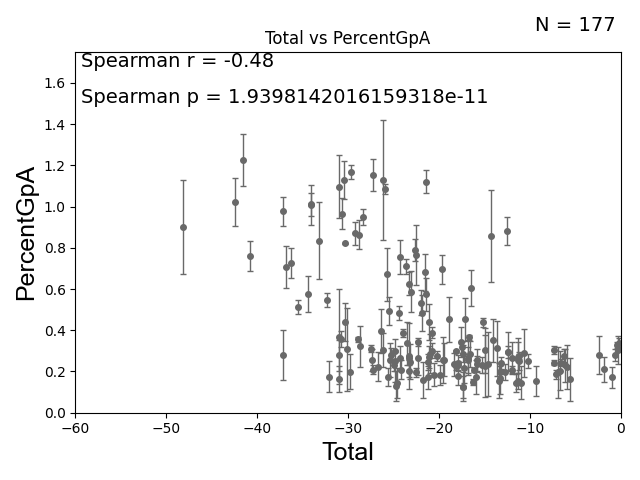 N = 177
Total vs PercentGpA
Spearman r = -0.48
Spearman p = 1.9398142016159318e-11
1.6
1.4
1.2
1.0
0.8
0.6
0.4
0.2
0.0
PercentGpA
−60 −50 −40 −30 −20 −10 0
Total